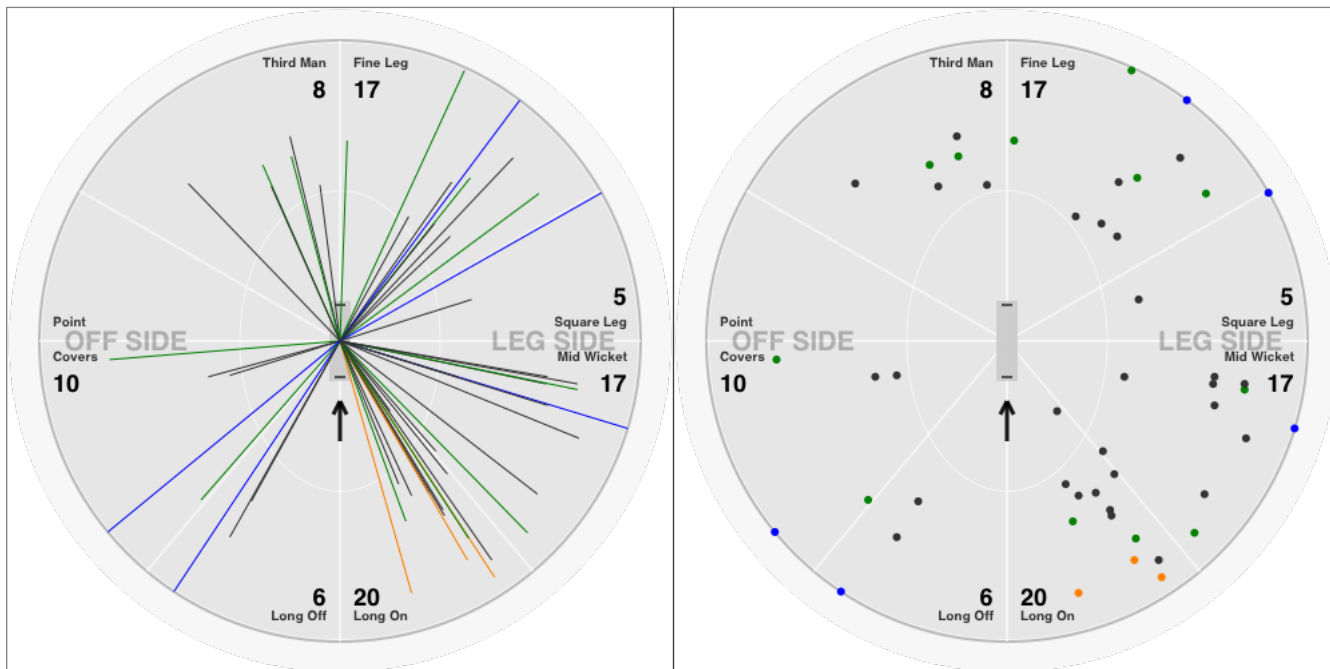 Third Man Fine Leg
8 17
5
Point Square Leg
OFF SIDE LEG SIDE
Covers Mid Wicket
10 17
6 20
Long Off Long On
Third Man Fine Leg
8 17
5
Point Square Leg
OFF SIDE LEG SIDE
Covers Mid Wicket
10 17
6 20
Long Off Long On